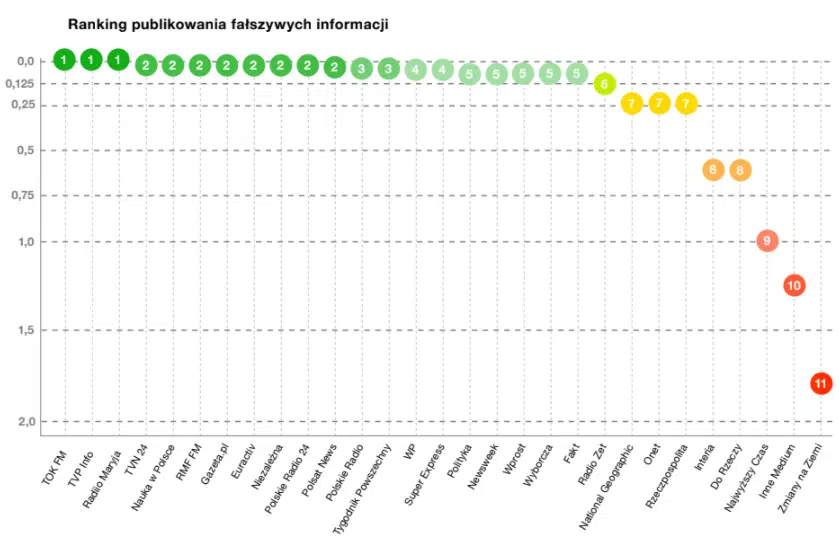 Ranking publikowania fałszywych informacji
0,0
0,125
0,25
0,5
0,75
1,0
1,5
2,0
1 1 1 2 2 2 2 2 2 2 2 3 3 4 4 5 5 5 5 5 6 7 7 7 8 8 9 10 11
TOK FM
TVP Info
Radiio Maryja
TVN 24
Nauka w Polsce
RMF FM
Gazeta.pl
Euractiv
Niezależna
Polskie Radio 24
Polsat News
Polskie Radio
Tygodnik Powszechny
WP
Super Express
Polityka
Newsweek
Wprost
Wyborcza
Fakt
Radio Zet
National Geographic
Onet
Rzeczpospolita
Interia
Do Rzeczy
Najwyższy Czas
Inne Medium
Zmiany na Ziemi